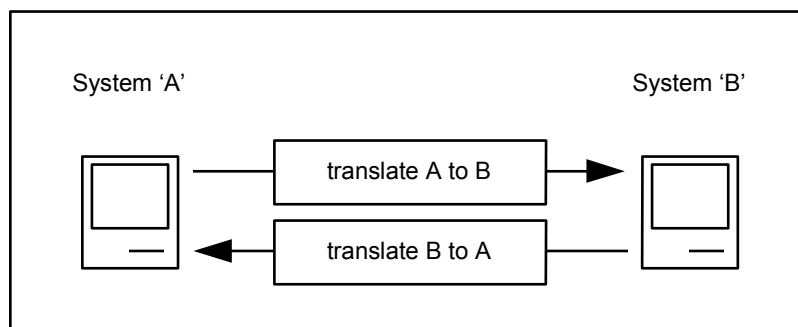 System ‘A’
System ‘B’
translate A to B
translate B to A